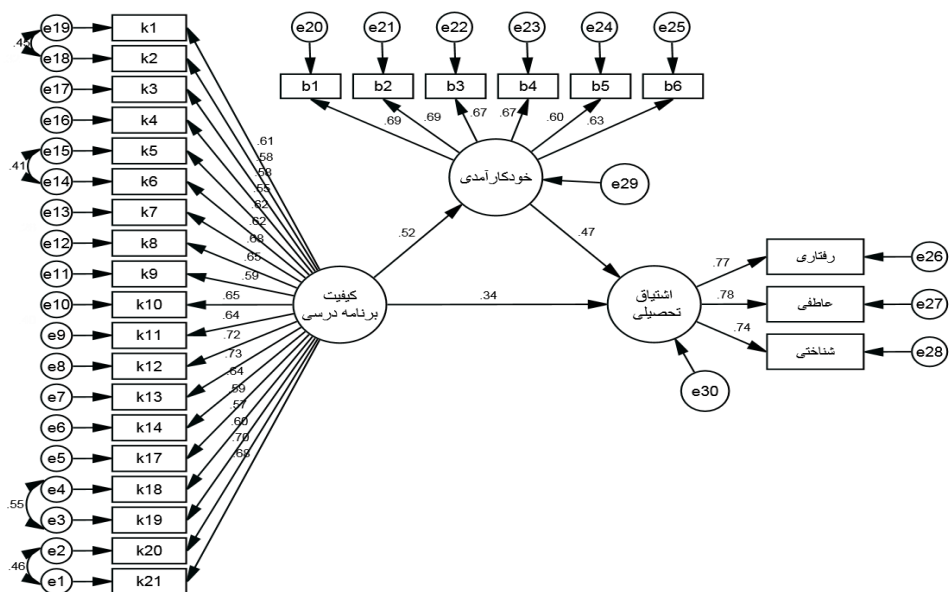 e19
k1
.45
e18
k2
e17
k3
e16
k4
e15
k5
.41
e14
k6
e13
k7
e12
k8
e11
k9
e10
k10
e9
k11
e8
k12
e7
k13
e6
k14
e5
k17
e4
k18
.55
e3
k19
e2
k20
.46
e1
k21
.61
.58
.58
.55
.62
.62
.68
.65
.59
.65
.64
.72
.73
.64
.59
.57
.60
.70
.68
کیفیت
برنامه درسی
e20
e21
e22
e23
e24
e25
b1
b2
b3
b4
b5
b6
.69
.69
.67
.67
.60
.63
خودکارآمدی
e29
.52
.47
.34
اشتیاق
تحصیلی
e30
.77
.78
.74
رفتاری
e26
عاطفی
e27
شناختی
e28